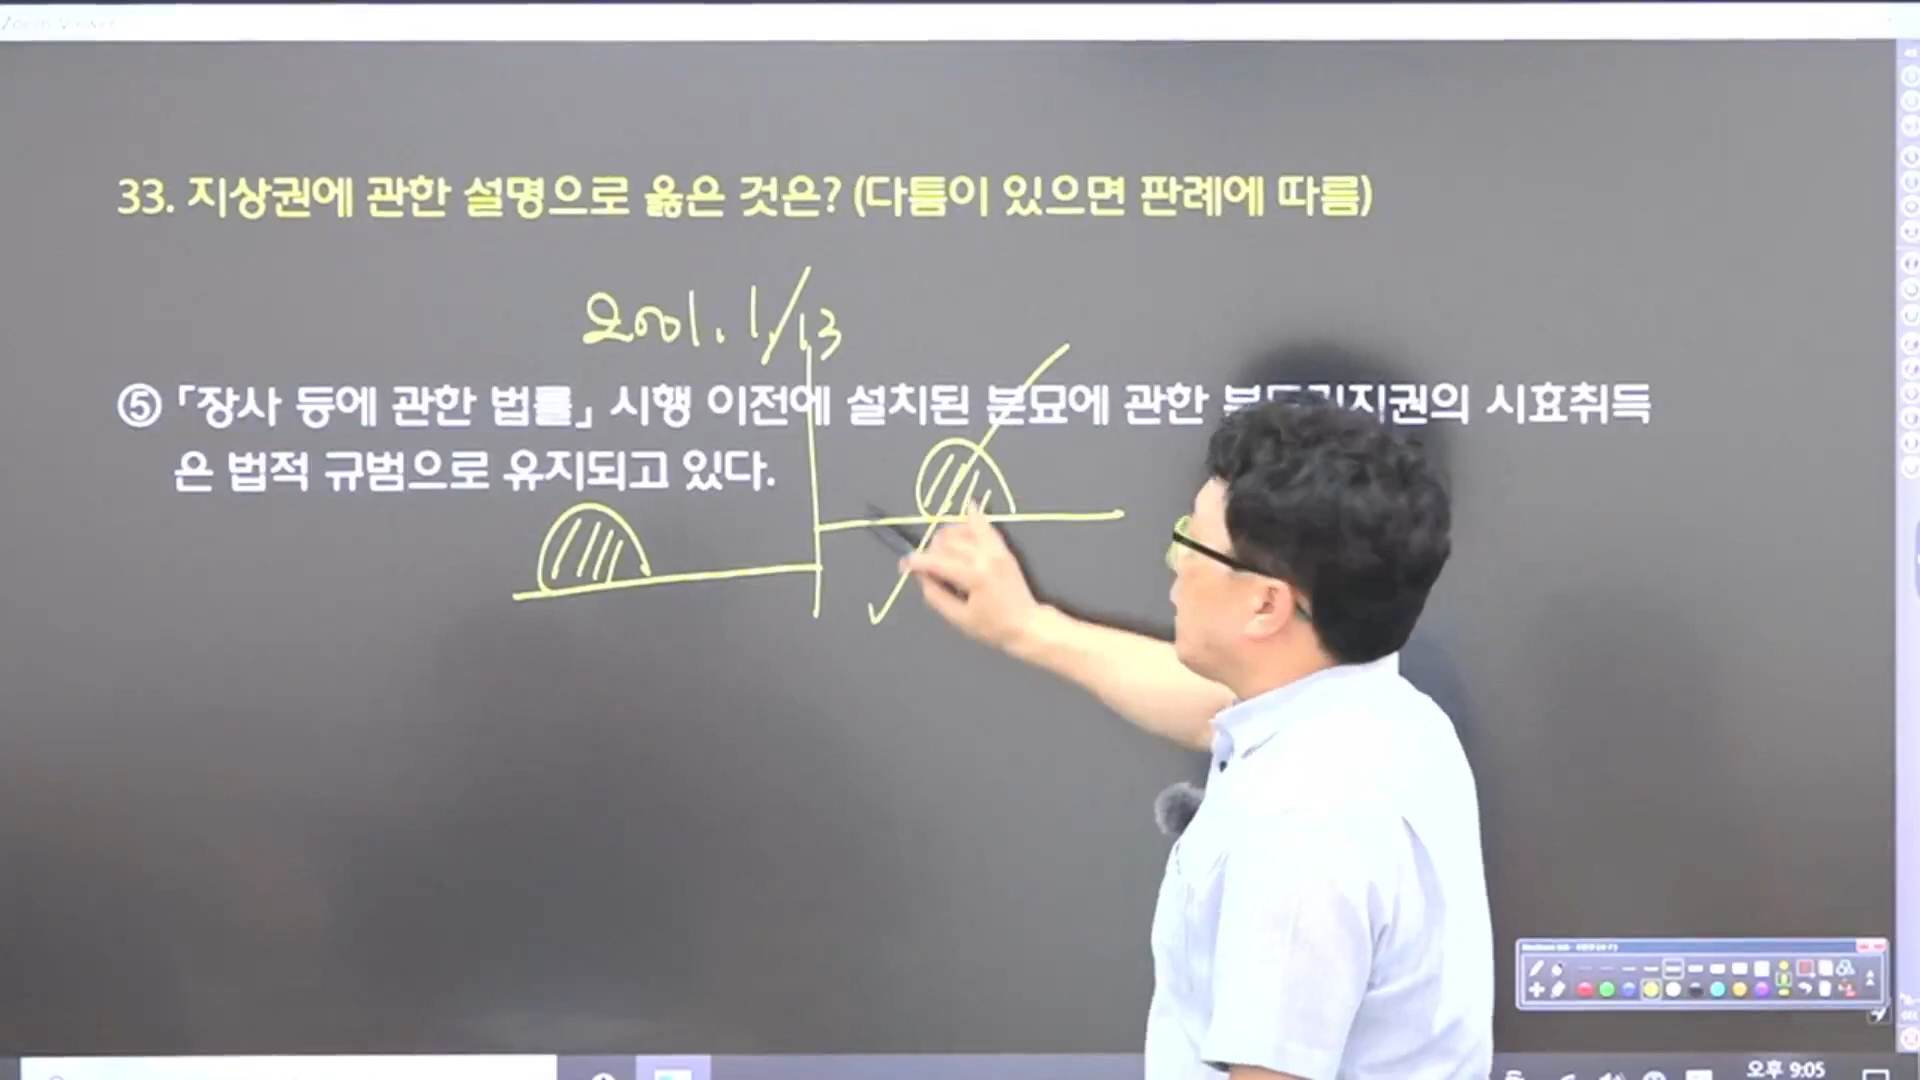 33. 지상권에 관한 설명으로 옳은 것은? (다툼이 있으면 판례에 따름)
2001. 1/13
⑤ 「장사 등에 관한 법률」 시행 이전에 설치된 분묘에 관한 분묘기지권의 시효취득
은 법적 규범으로 유지되고 있다.
오후 9:05